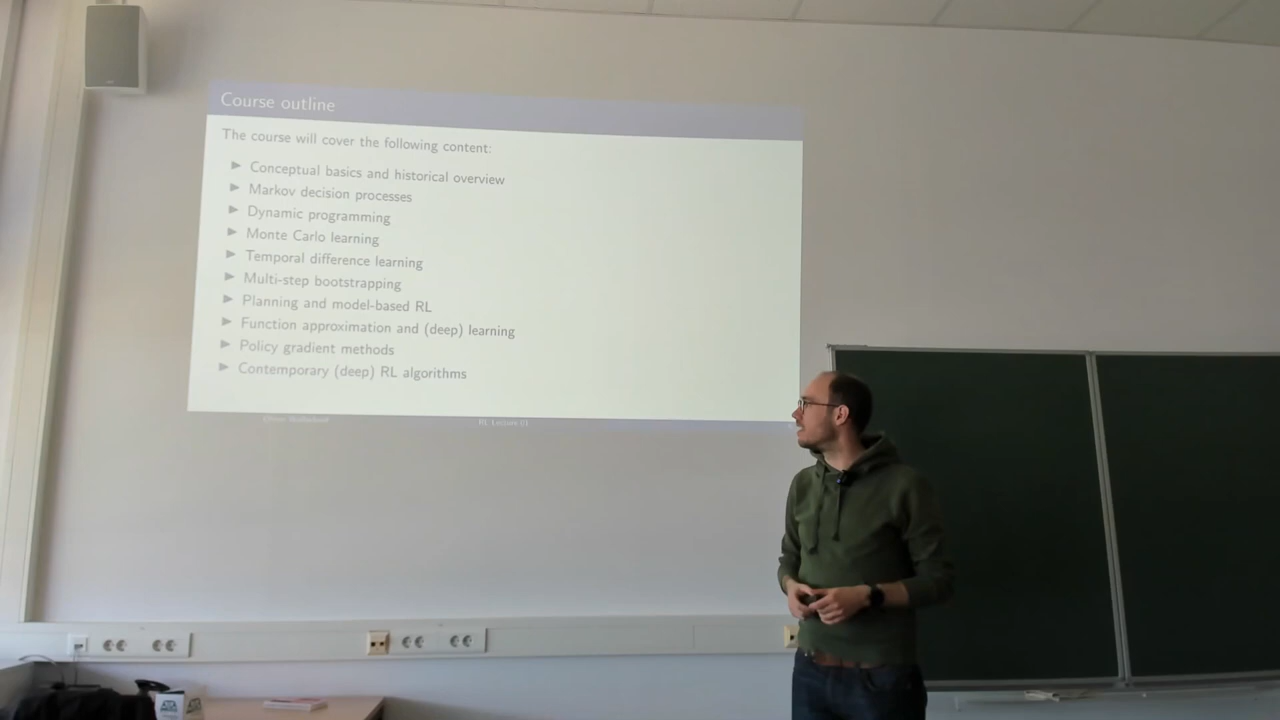 Course outline
The course will cover the following content:
► Conceptual basics and historical overview
► Markov decision processes
► Dynamic programming
► Monte Carlo learning
► Temporal difference learning
► Multi-step bootstrapping
► Planning and model-based RL
► Function approximation and (deep) learning
► Policy gradient methods
► Contemporary (deep) RL algorithms
RL Lecture 01